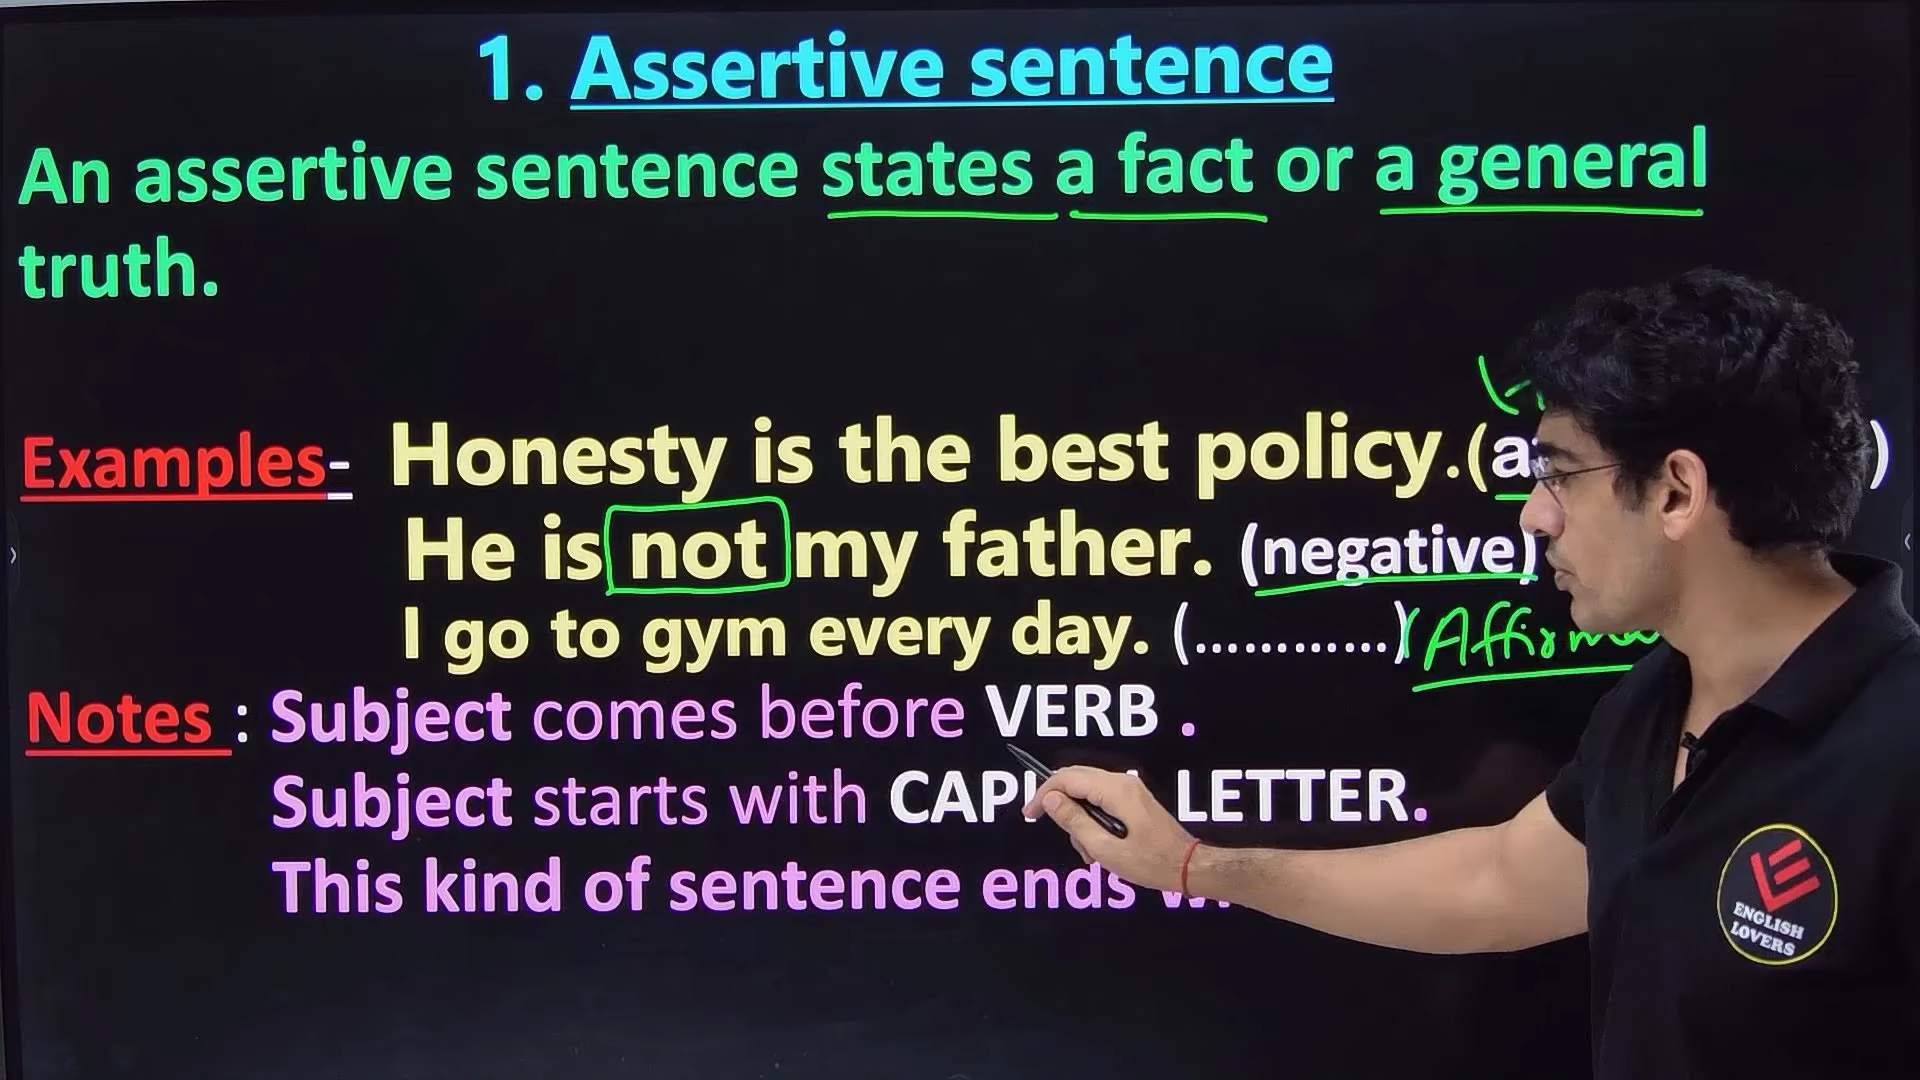 1. Assertive sentence
An assertive sentence states a fact or a general
truth.
Examples- Honesty is the best policy.(
He is not my father. (negative)
I go to gym every day. (............)
Notes : Subject comes before VERB .
Subject starts with LETTER.
This kind of sentence ends
ENGLISH
LOVERS